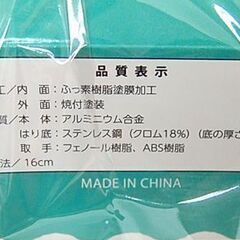 品質表示
工／内　面：ふっ素樹脂塗膜加工
外　面：焼付塗装
質／本体：アルミニウム合金
はり底：ステンレス鋼（クロム18%）（底の厚さ
取　手：フェノール樹脂、ABS樹脂
法／16cm
MADE IN CHINA